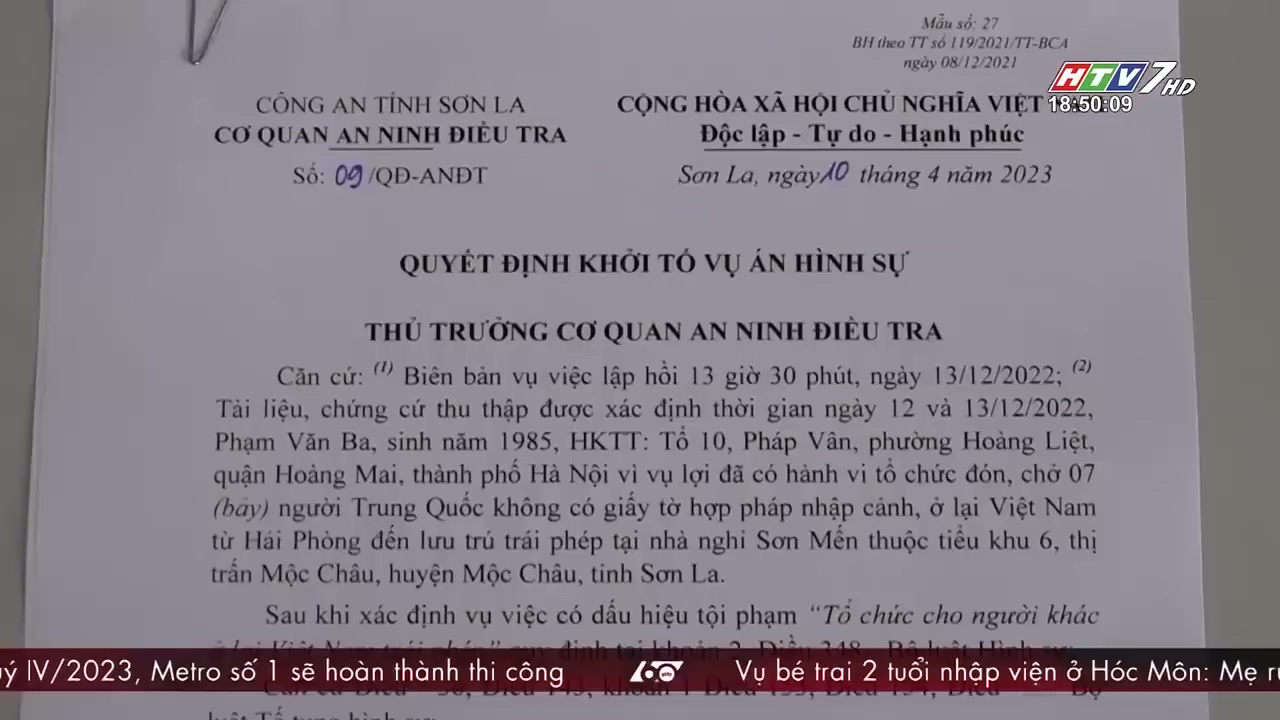 Mẫu số: 27
BH theo TT số 119/2021/TT-BCA
ngày 08/12/2021
HTV7 HD
18:50:09
CÔNG AN TỈNH SƠN LA
CƠ QUAN AN NINH ĐIỀU TRA
Số: 09/QĐ-ANĐT
CỘNG HÒA XÃ HỘI CHỦ NGHĨA VIỆT
Độc lập - Tự do - Hạnh phúc
Sơn La, ngày 10 tháng 4 năm 2023
QUYẾT ĐỊNH KHỞI TỐ VỤ ÁN HÌNH SỰ
THỦ TRƯỞNG CƠ QUAN AN NINH ĐIỀU TRA
Căn cứ: (1) Biên bản vụ việc lập hồi 13 giờ 30 phút, ngày 13/12/2022; (2)
Tài liệu, chứng cứ thu thập được xác định thời gian ngày 12 và 13/12/2022,
Phạm Văn Ba, sinh năm 1985, HKTT: Tổ 10, Pháp Vân, phường Hoàng Liệt,
quận Hoàng Mai, thành phố Hà Nội vì vụ lợi đã có hành vi tổ chức đón, chở 07
(bảy) người Trung Quốc không có giấy tờ hợp pháp nhập cảnh, ở lại Việt Nam
từ Hải Phòng đến lưu trú trái phép tại nhà nghỉ Sơn Mến thuộc tiểu khu 6, thị
trấn Mộc Châu, huyện Mộc Châu, tỉnh Sơn La.
Sau khi xác định vụ việc có dấu hiệu tội phạm “Tổ chức cho người khác
ý IV/2023, Metro số 1 sẽ hoàn thành thi công
60
Vụ bé trai 2 tuổi nhập viện ở Hóc Môn: Mẹ